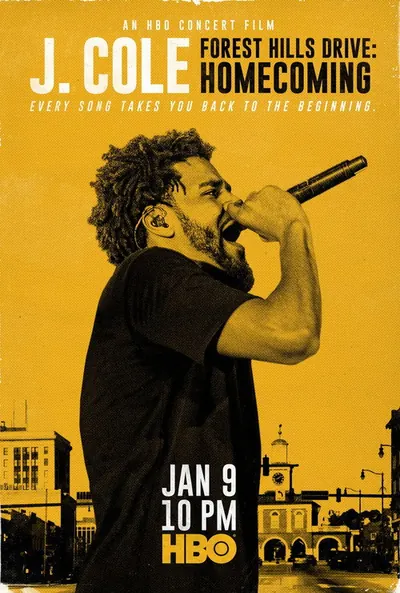 AN HBO CONCERT FILM
J. COLE FOREST HILLS DRIVE:
HOMECOMING
EVERY SONG TAKES YOU BACK TO THE BEGINNING.
JAN 9
10 PM
HBO